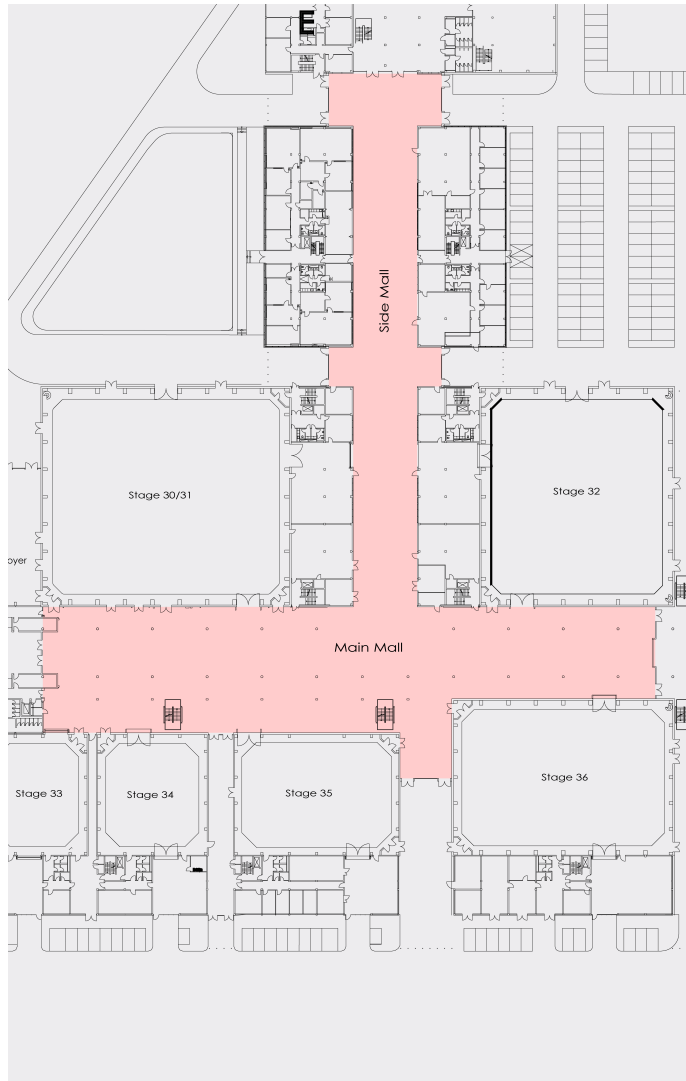 E
Side Mall
Stage 30/31
Stage 32
oyer
Main Mall
Stage 33
Stage 34
Stage 35
Stage 36